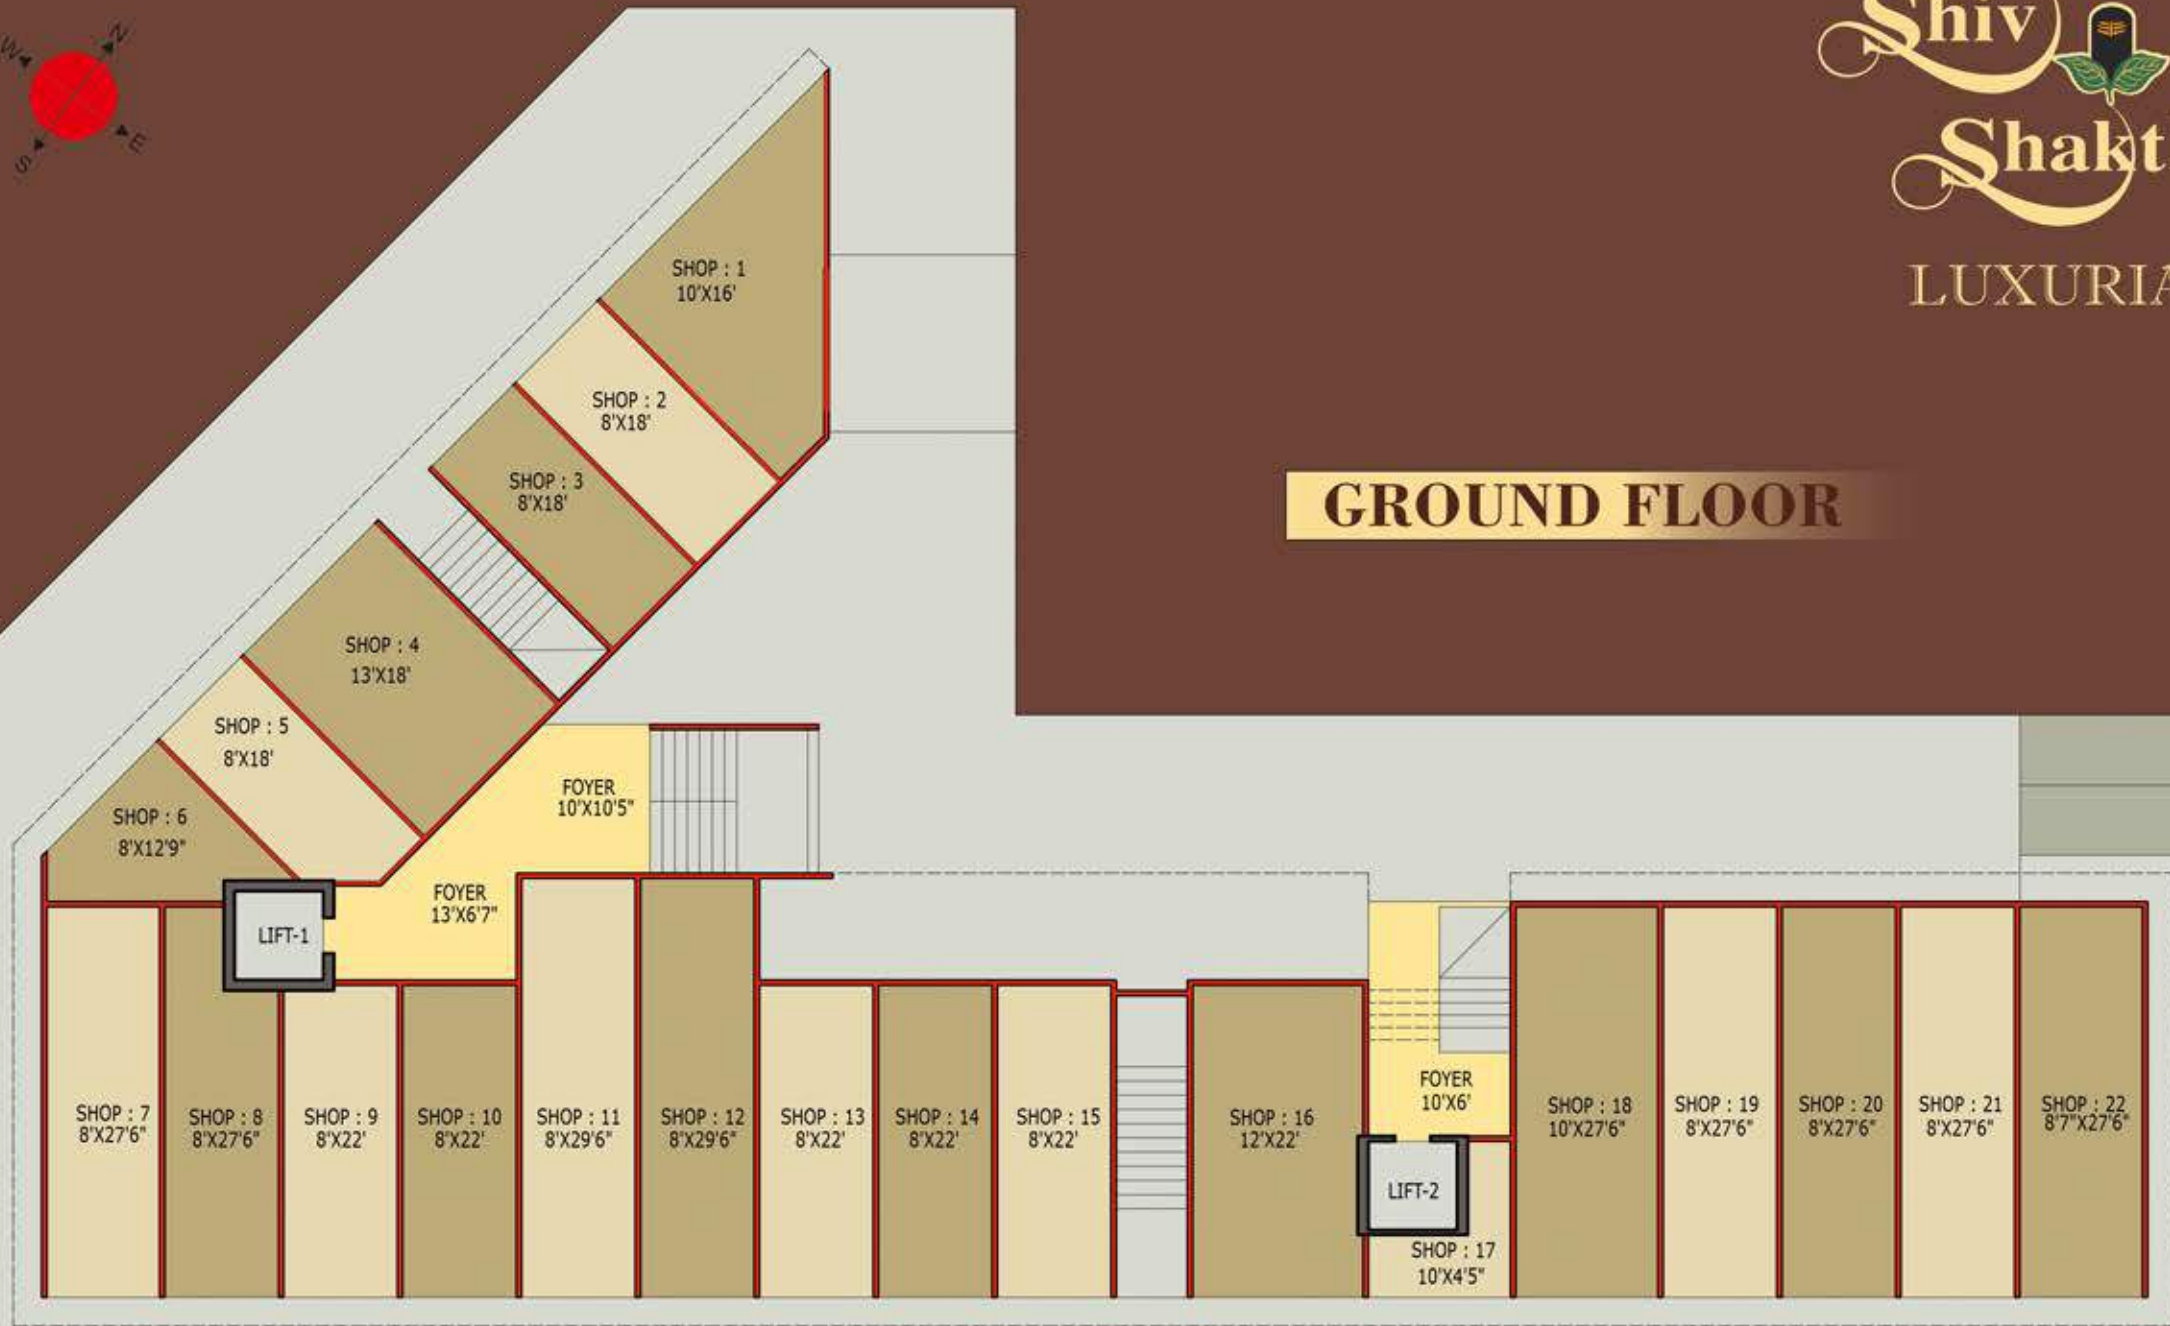 N
W
E
S
Shiv
Shakt
LUXURIA
GROUND FLOOR
SHOP : 1
10'X16'
SHOP : 2
8'X18'
SHOP : 3
8'X18'
SHOP : 4
13'X18'
SHOP : 5
8'X18'
SHOP : 6
8'X12'9"
FOYER
10'X10'5"
FOYER
13'X6'7"
LIFT-1
SHOP : 7
8'X27'6"
SHOP : 8
8'X27'6"
SHOP : 9
8'X22'
SHOP : 10
8'X22'
SHOP : 11
8'X29'6"
SHOP : 12
8'X29'6"
SHOP : 13
8'X22'
SHOP : 14
8'X22'
SHOP : 15
8'X22'
SHOP : 16
12'X22'
FOYER
10'X6'
LIFT-2
SHOP : 17
10'X4'5"
SHOP : 18
10'X27'6"
SHOP : 19
8'X27'6"
SHOP : 20
8'X27'6"
SHOP : 21
8'X27'6"
SHOP : 22
8'7"X27'6"